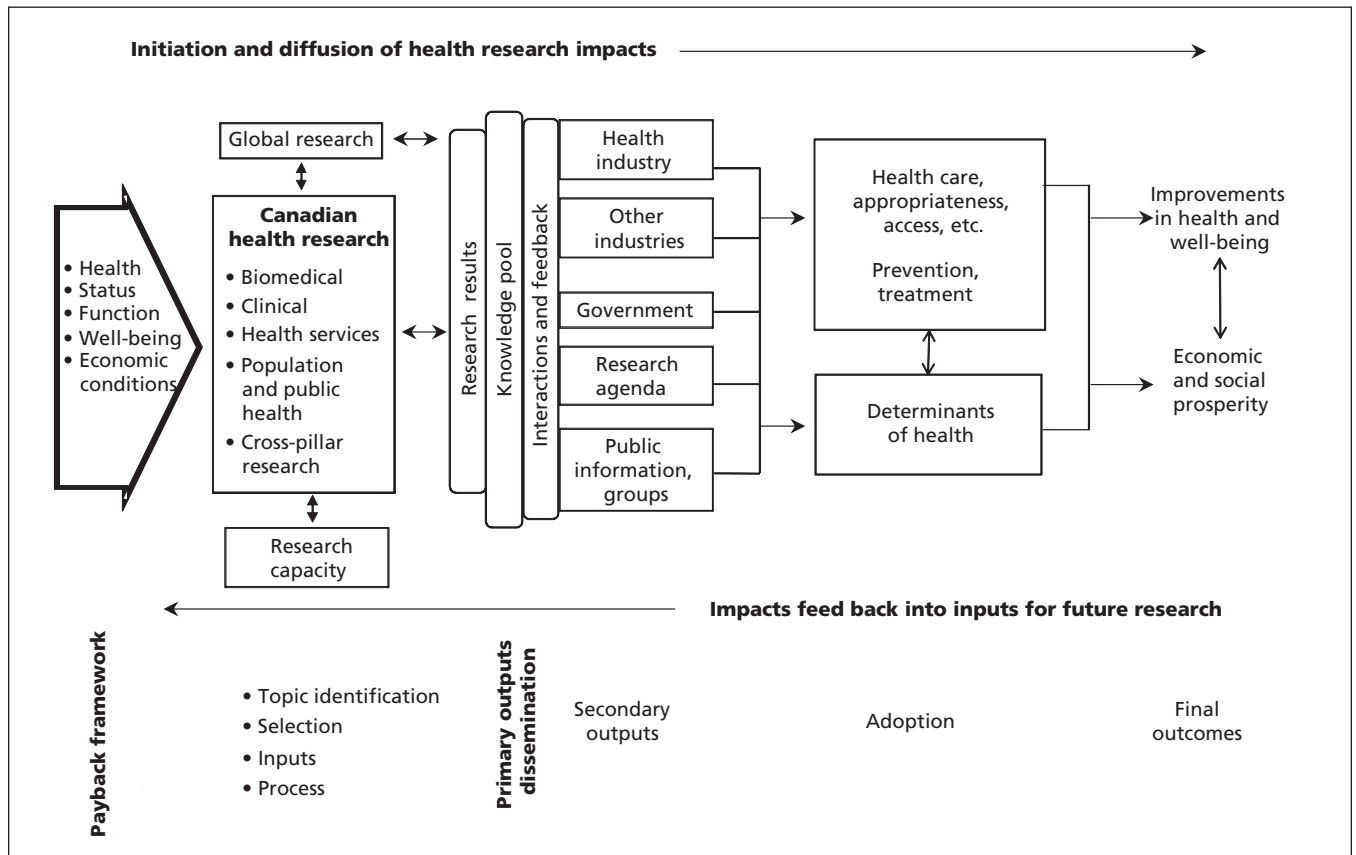 Initiation and diffusion of health research impacts
Global research
Canadian
health research
• Biomedical
• Clinical
• Health services
• Population
and public
health
• Cross-pillar
research
• Health
• Status
• Function
• Well-being
• Economic
conditions
Research
capacity
Research results
Knowledge pool
Interactions and feedback
Health
industry
Other
industries
Government
Research
agenda
Public
information,
groups
Health care,
appropriateness,
access, etc.
Prevention,
treatment
Determinants
of health
Improvements
in health and
well-being
Economic
and social
prosperity
Impacts feed back into inputs for future research
Payback framework
• Topic identification
• Selection
• Inputs
• Process
Primary outputs
dissemination
Secondary
outputs
Adoption
Final
outcomes